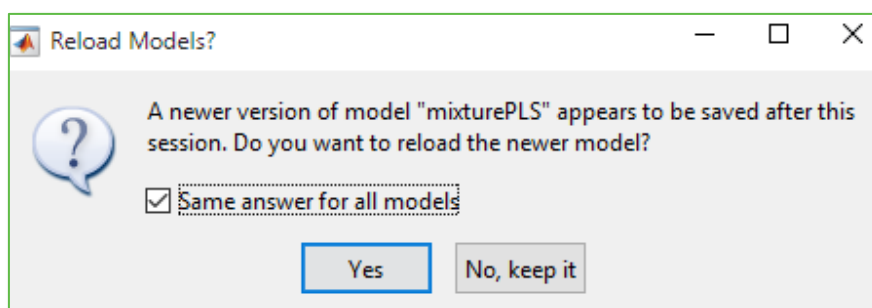 Reload Models?
A newer version of model "mixturePLS" appears to be saved after this
session. Do you want to reload the newer model?
Same answer for all models
Yes
No, keep it